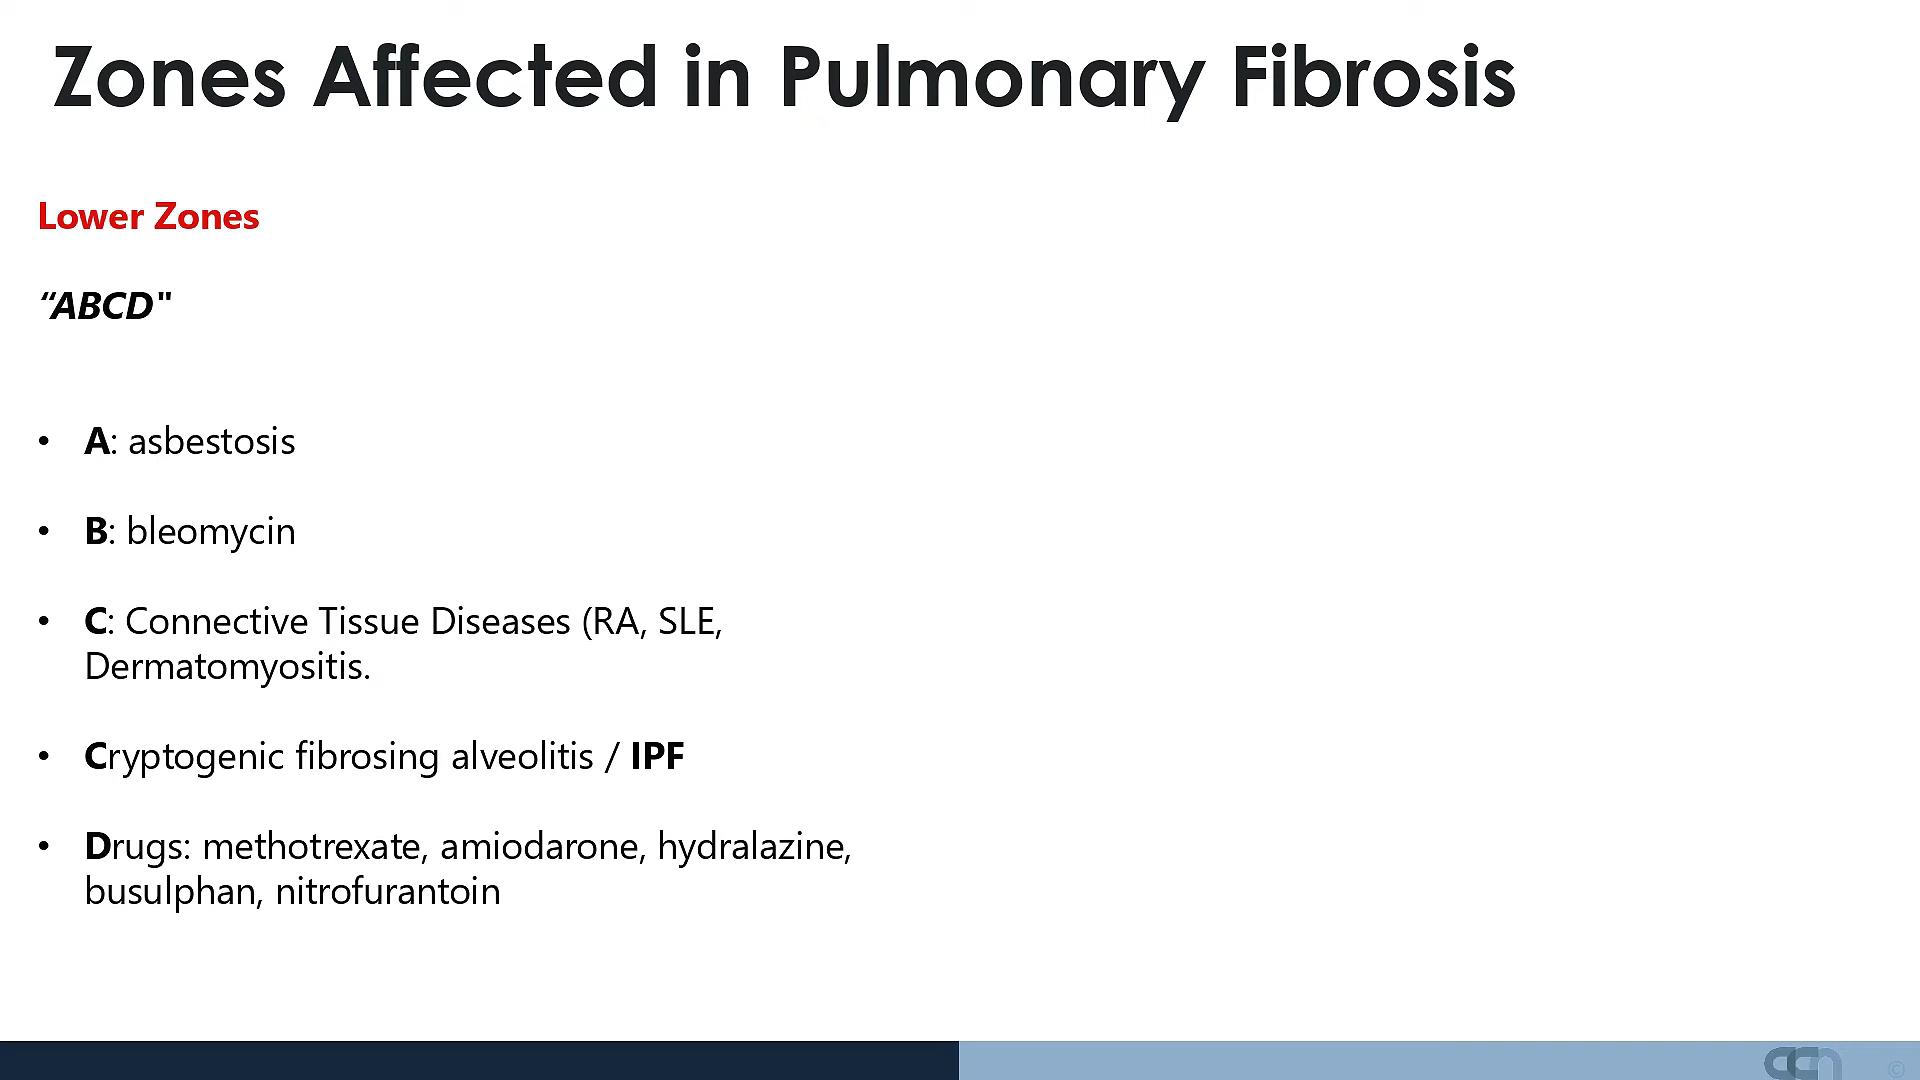 Zones Affected in Pulmonary Fibrosis
Lower Zones
“ABCD"
• A: asbestosis
• B: bleomycin
• C: Connective Tissue Diseases (RA, SLE,
Dermatomyositis.
• Cryptogenic fibrosing alveolitis / IPF
• Drugs: methotrexate, amiodarone, hydralazine,
busulphan, nitrofurantoin
©